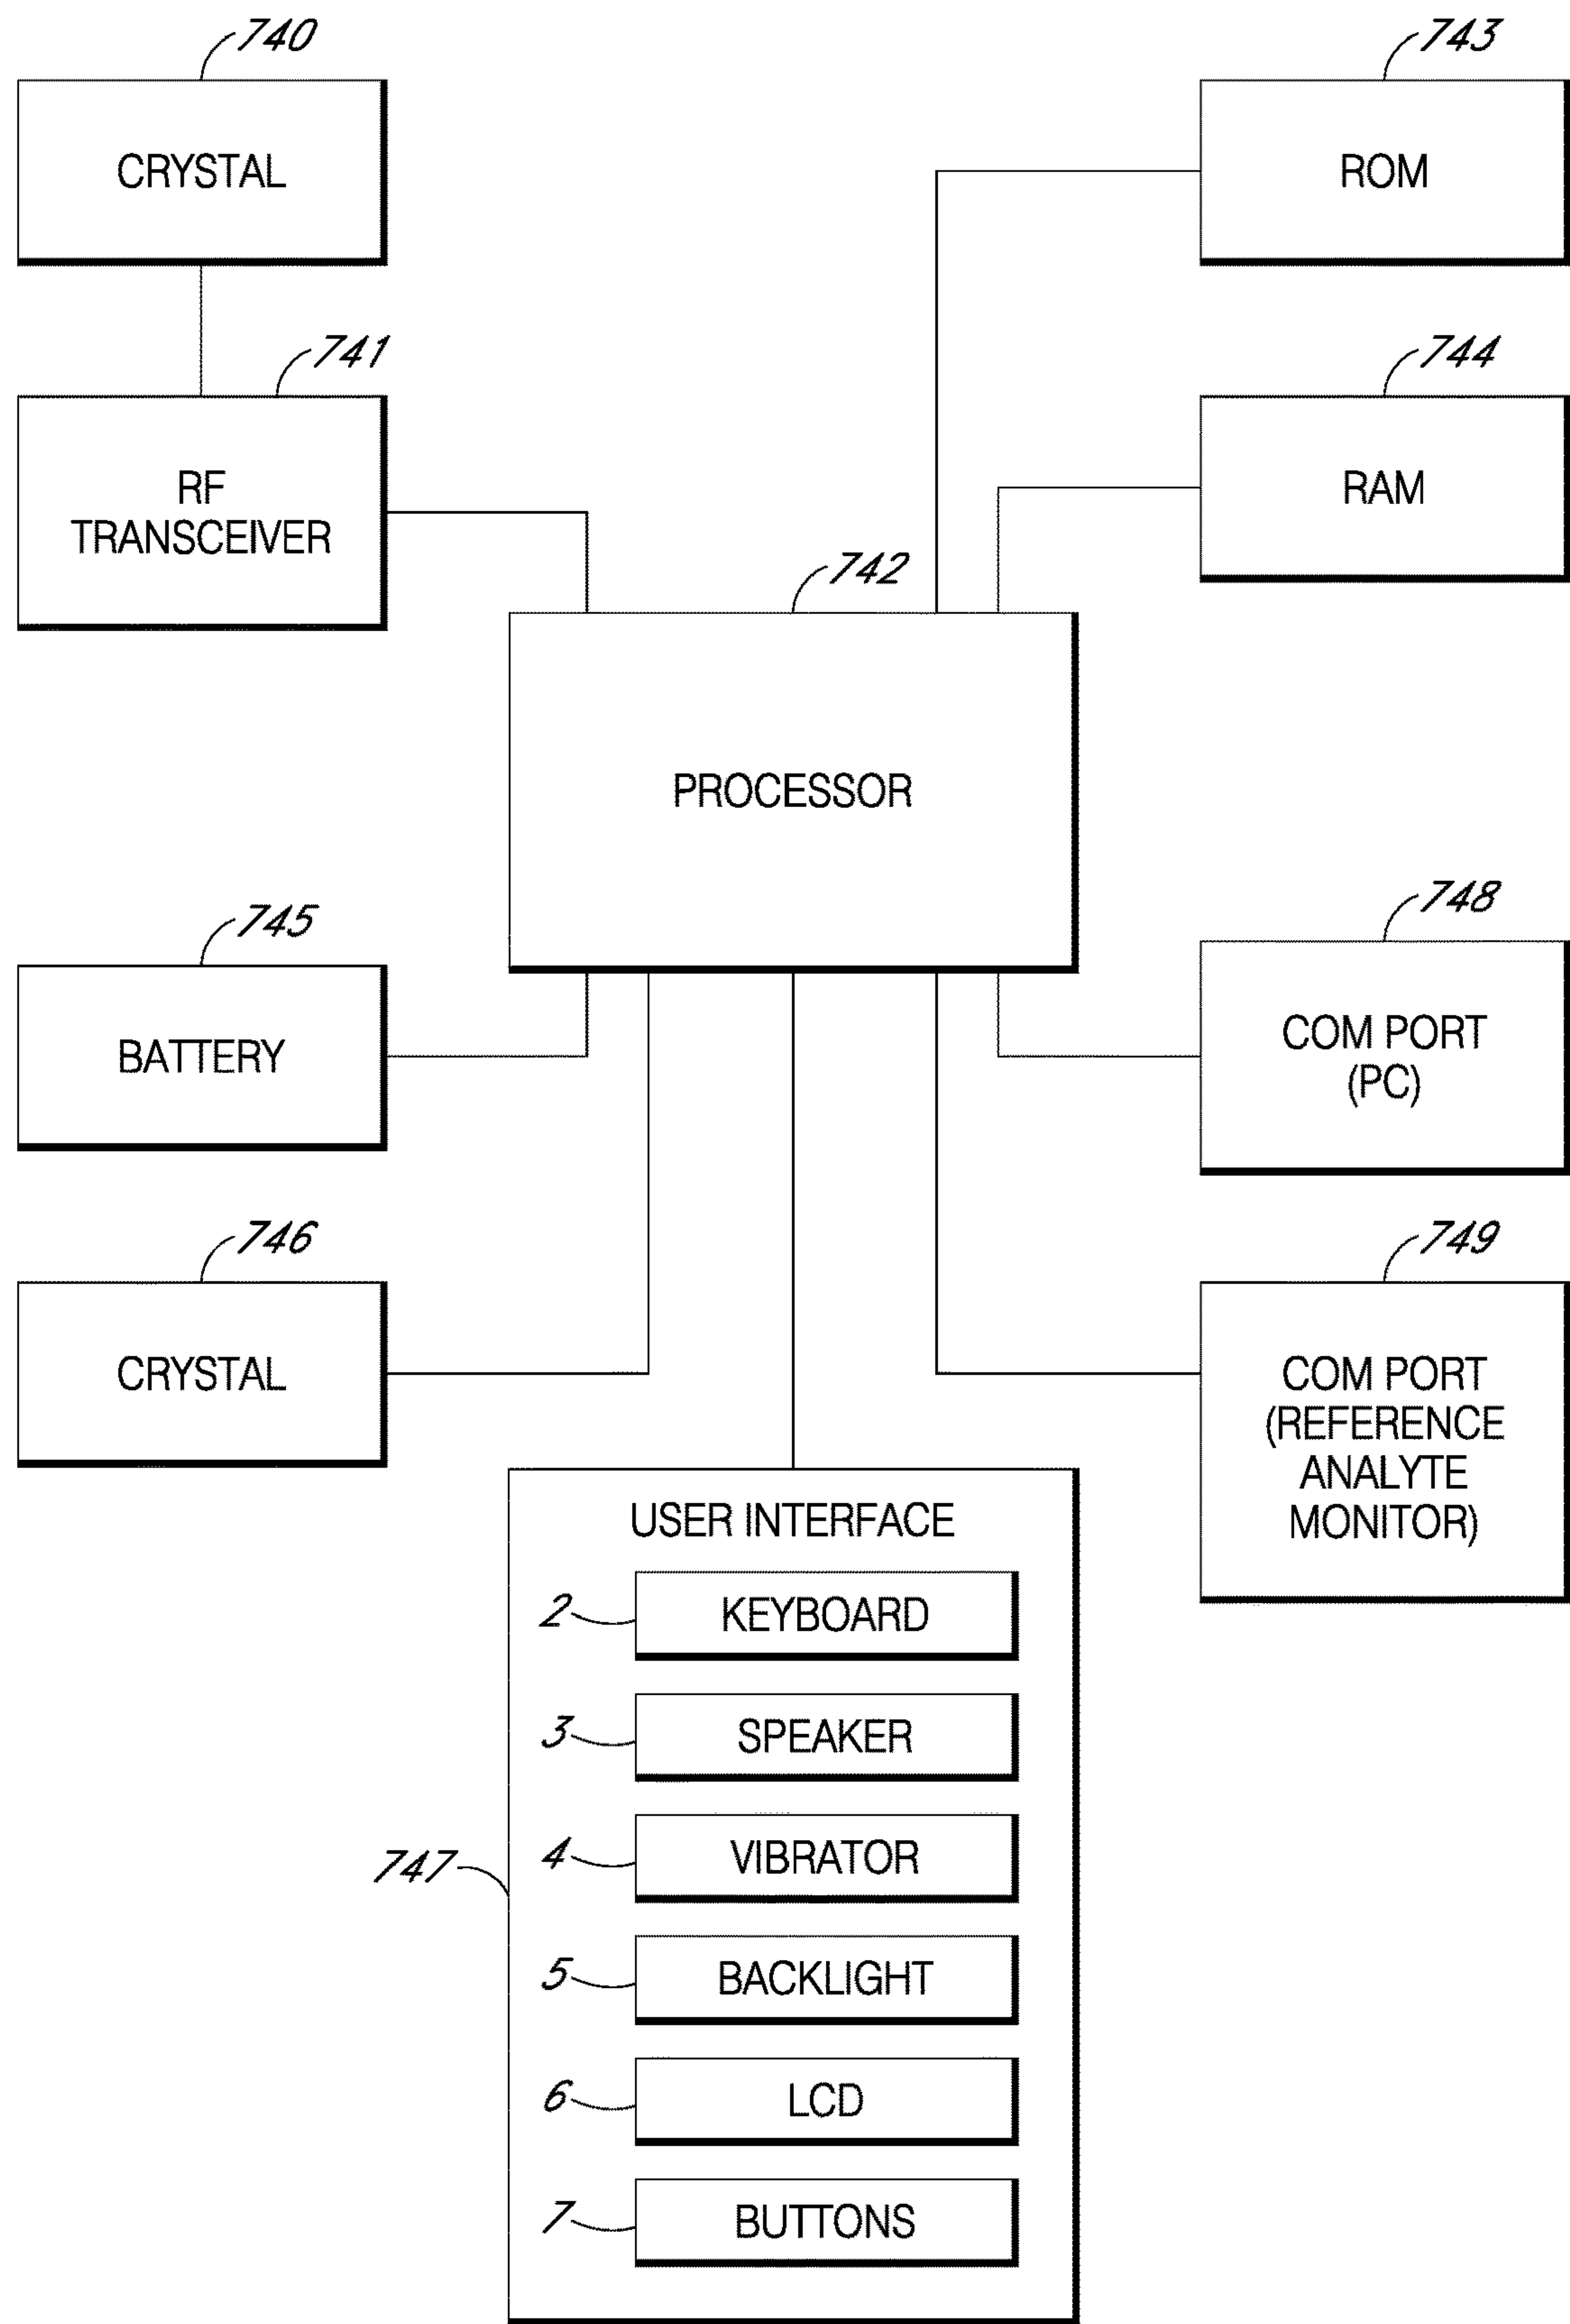 740
CRYSTAL
743
ROM
741
RF
TRANSCEIVER
744
RAM
742
PROCESSOR
745
BATTERY
748
COM PORT
(PC)
746
CRYSTAL
749
COM PORT
(REFERENCE
ANALYTE
MONITOR)
747
USER INTERFACE
2 KEYBOARD
3 SPEAKER
4 VIBRATOR
5 BACKLIGHT
6 LCD
7 BUTTONS